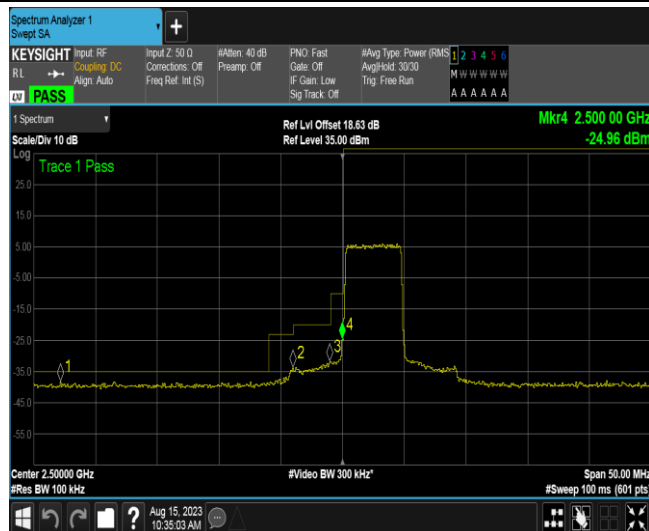 Spectrum Analyzer 1
Swept SA
+
KEYSIGHT
RL
LXI
PASS
Input: RF
Coupling: DC
Align: Auto
Input Z: 50 Ω
Corrections: Off
Freq Ref: Int (S)
#Atten: 40 dB
Preamp: Off
PNO: Fast
Gate: Off
IF Gain: Low
Sig Track: Off
#Avg Type: Power (RMS
Avg|Hold: 30/30
Trig: Free Run
1 2 3 4 5 6
M W W W W W
A A A A A A
1 Spectrum
Scale/Div 10 dB
Ref Lvl Offset 18.63 dB
Ref Level 35.00 dBm
Mkr4 2.500 00 GHz
-24.96 dBm
Log
Trace 1 Pass
25.0
15.0
5.00
-5.00
-15.0
-25.0
-35.0
-45.0
-55.0
1
2
3
4
Center 2.50000 GHz
#Res BW 100 kHz
#Video BW 300 kHz*
Span 50.00 MHz
#Sweep 100 ms (601 pts)
?
Aug 15, 2023
10:35:03 AM